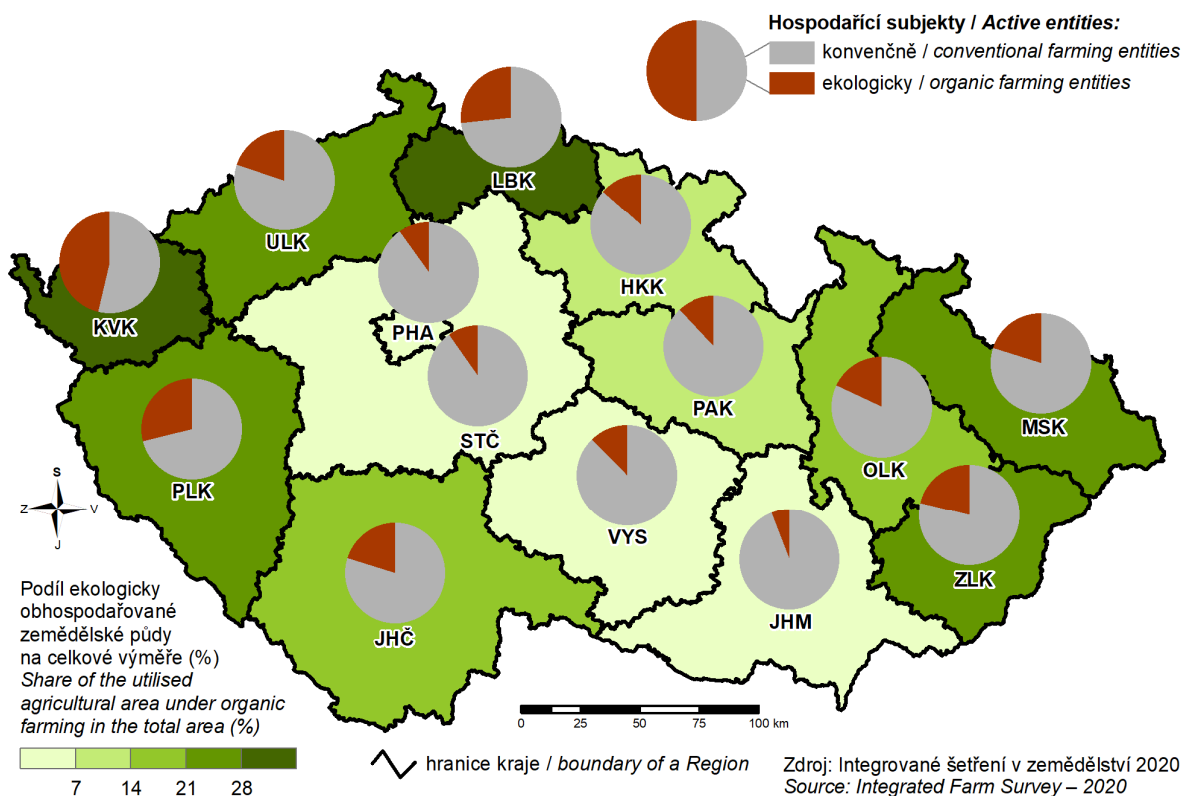 Hospodařící subjekty / Active entities:
konvenčně / conventional farming entities
ekologicky / organic farming entities
LBK
ULK
HKK
KVK
PHA
PAK
MSK
STČ
OLK
PLK
VYS
ZLK
JHM
JHČ
S
Z
V
J
Podíl ekologicky
obhospodařované
zemědělské půdy
na celkové výměře (%)
Share of the utilised
agricultural area under organic
farming in the total area (%)
7 14 21 28
0 25 50 75 100 km
hranice kraje / boundary of a Region
Zdroj: Integrované šetření v zemědělství 2020
Source: Integrated Farm Survey – 2020